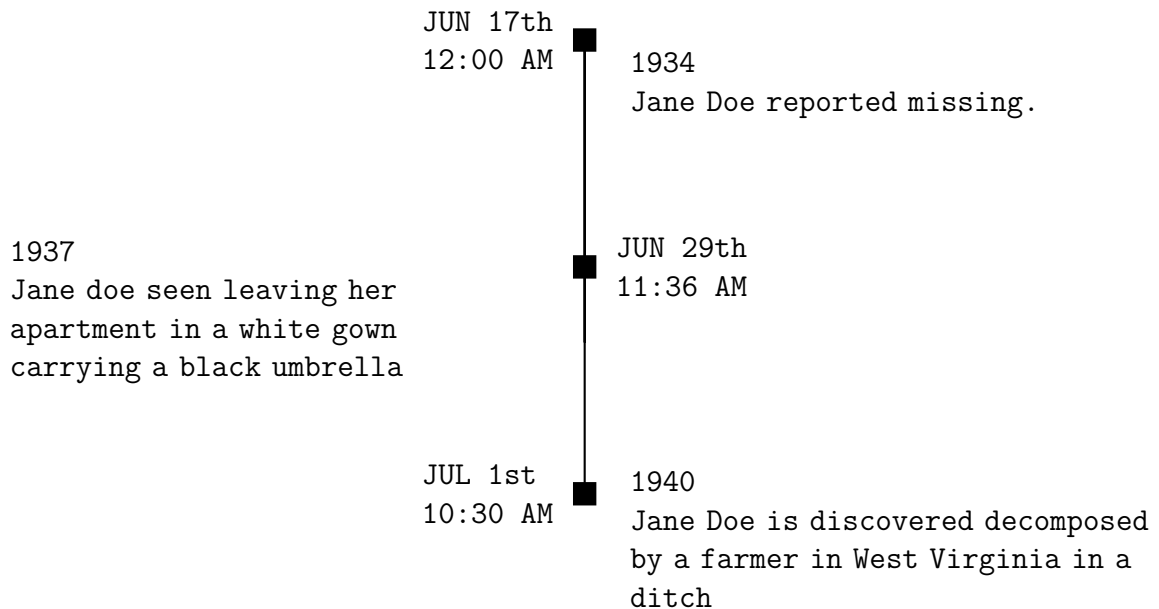 JUN 17th
12:00 AM
1934
Jane Doe reported missing.
JUN 29th
11:36 AM
1937
Jane doe seen leaving her
apartment in a white gown
carrying a black umbrella
JUL 1st
10:30 AM
1940
Jane Doe is discovered decomposed
by a farmer in West Virginia in a
ditch